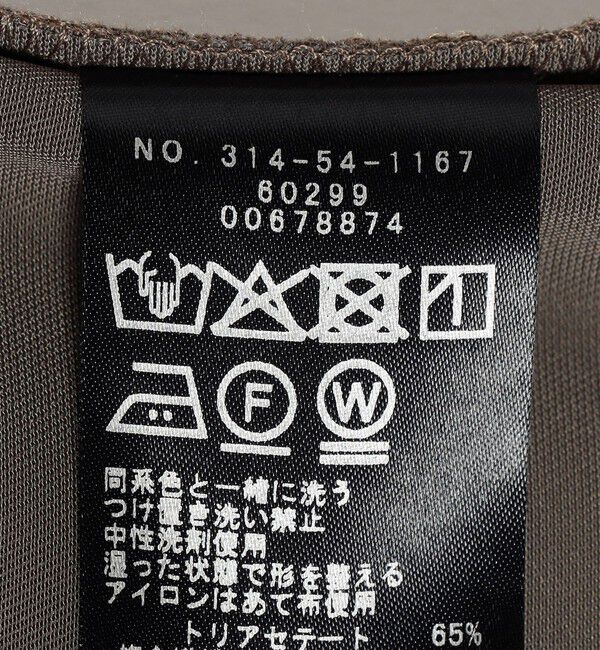 NO. 314-54-1167
60299
00678874
F W
同系色と一緒に洗う
つけ置き洗い禁止
中性洗剤使用
湿った状態で形を整える
アイロンはあて布使用
トリアセテート 65%